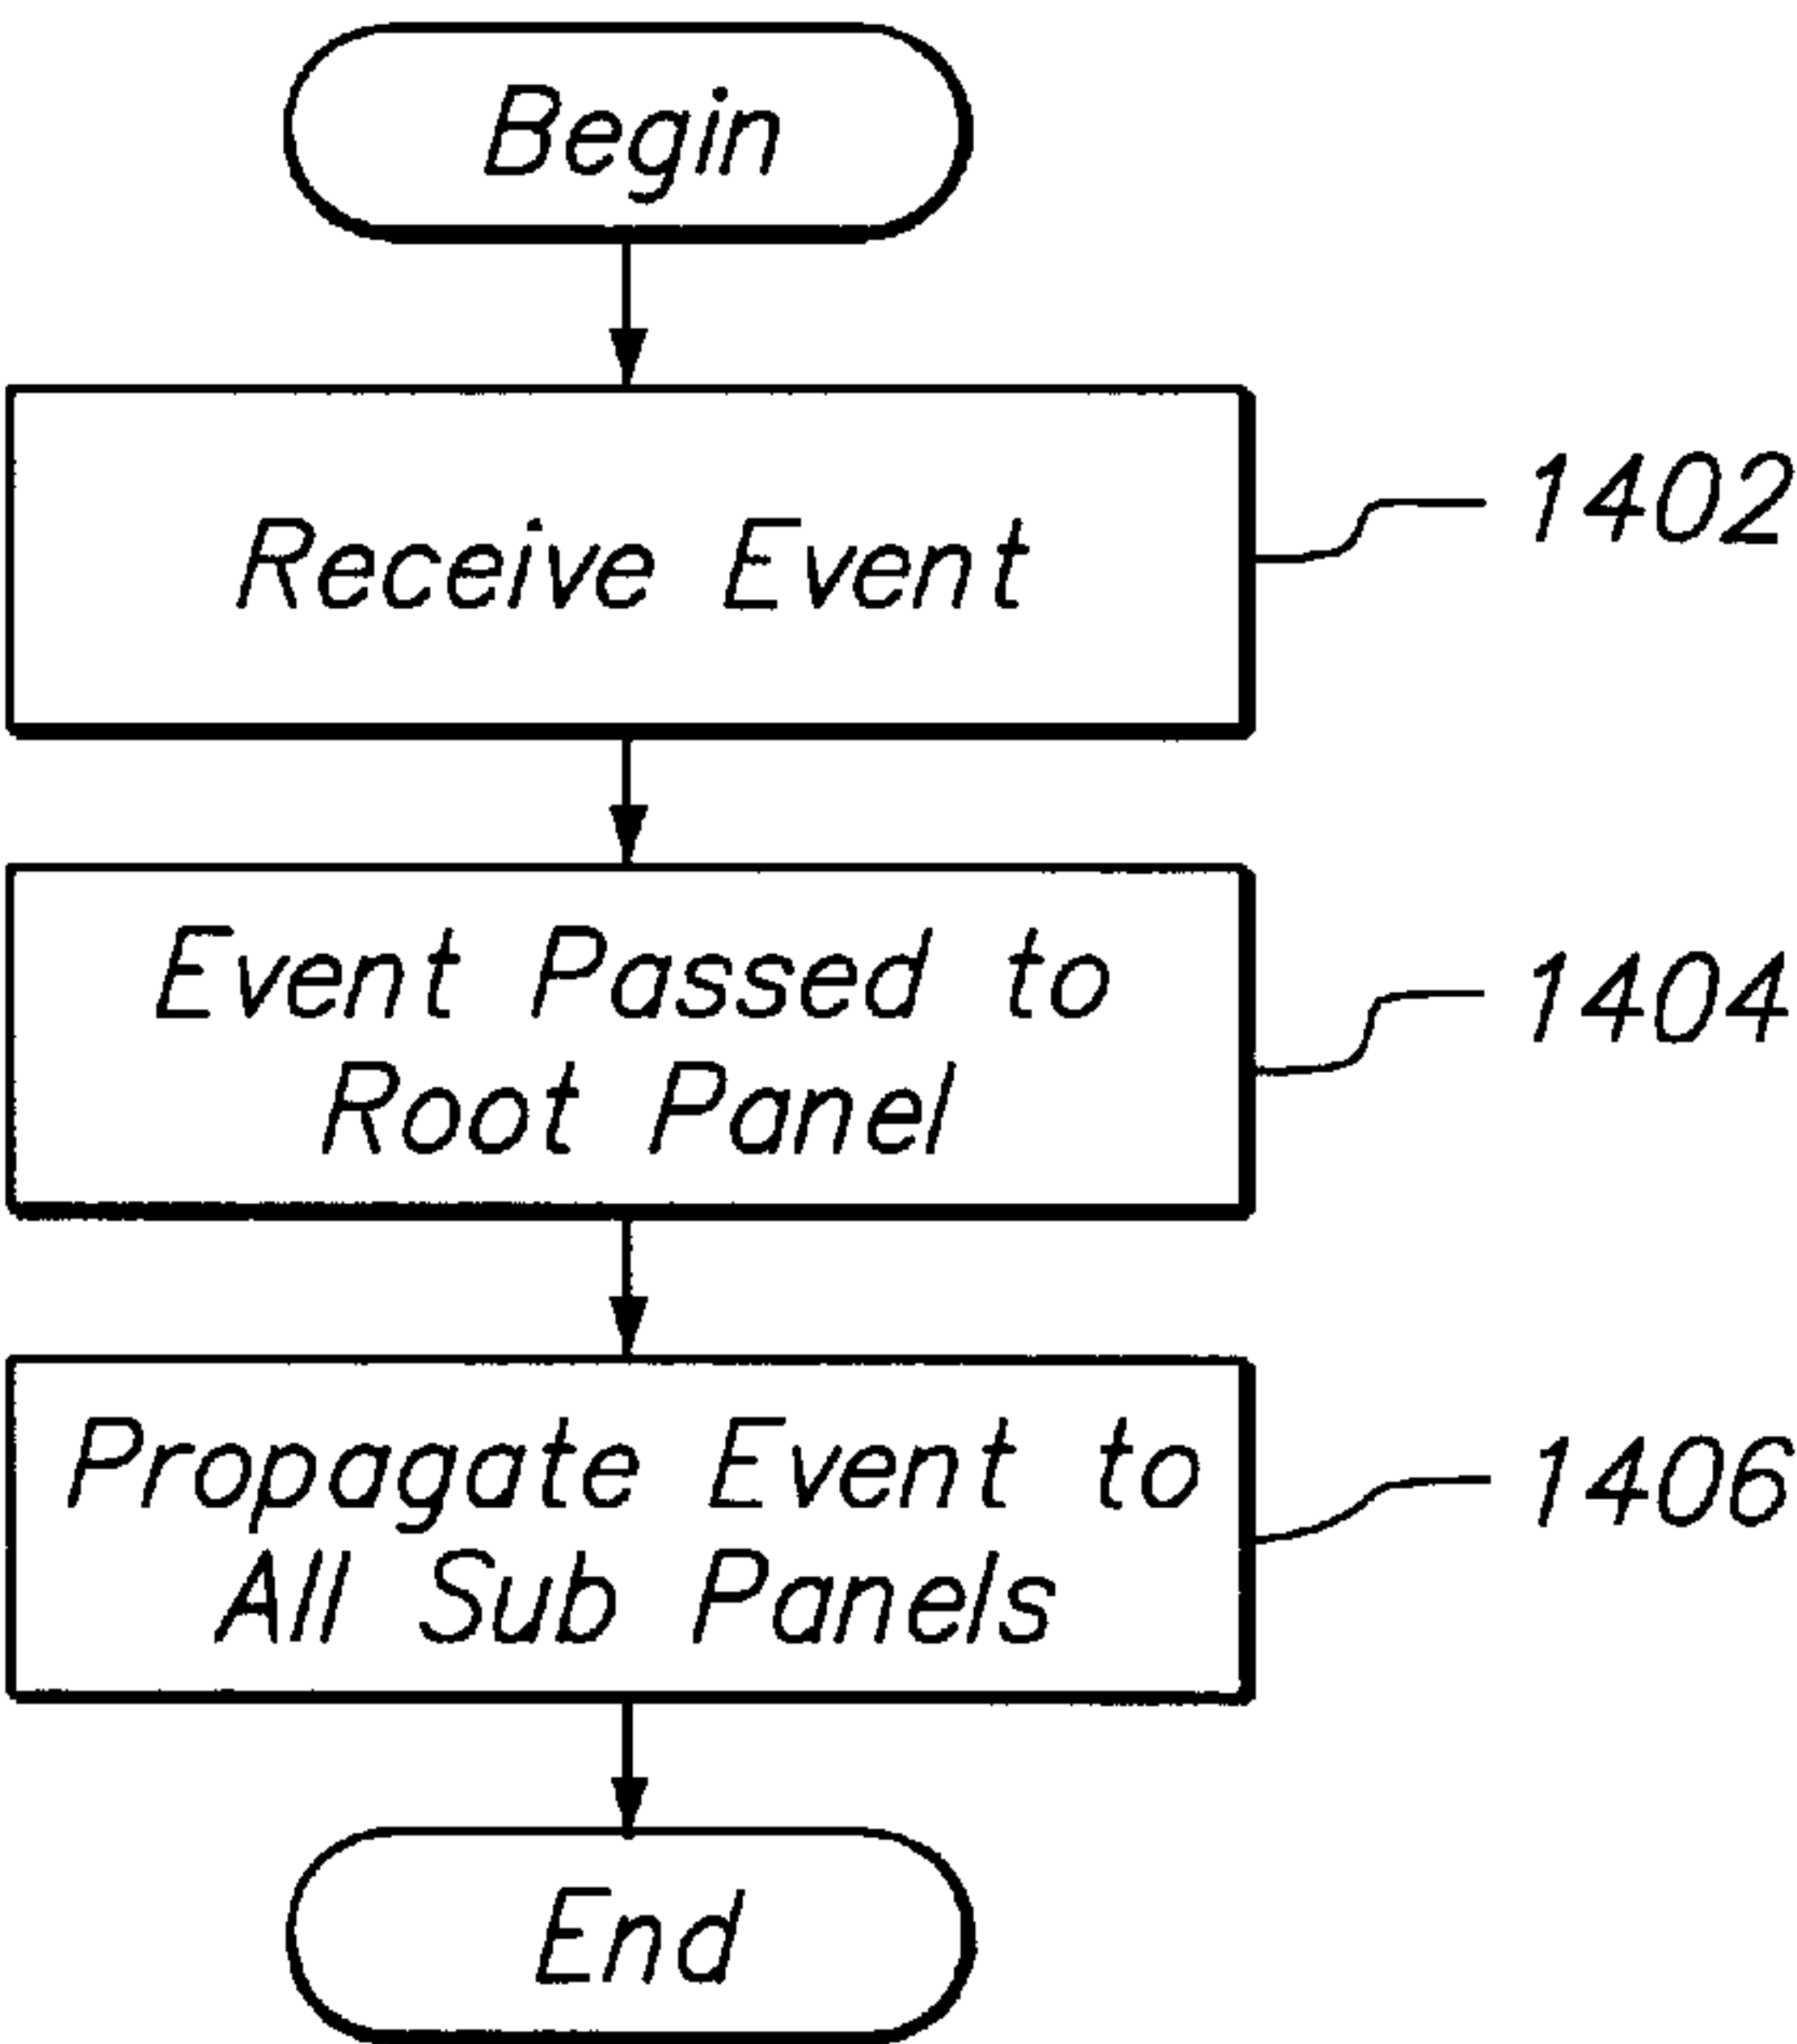 Begin
Receive Event
1402
Event Passed to
Root Panel
1404
Propagate Event to
All Sub Panels
1406
End